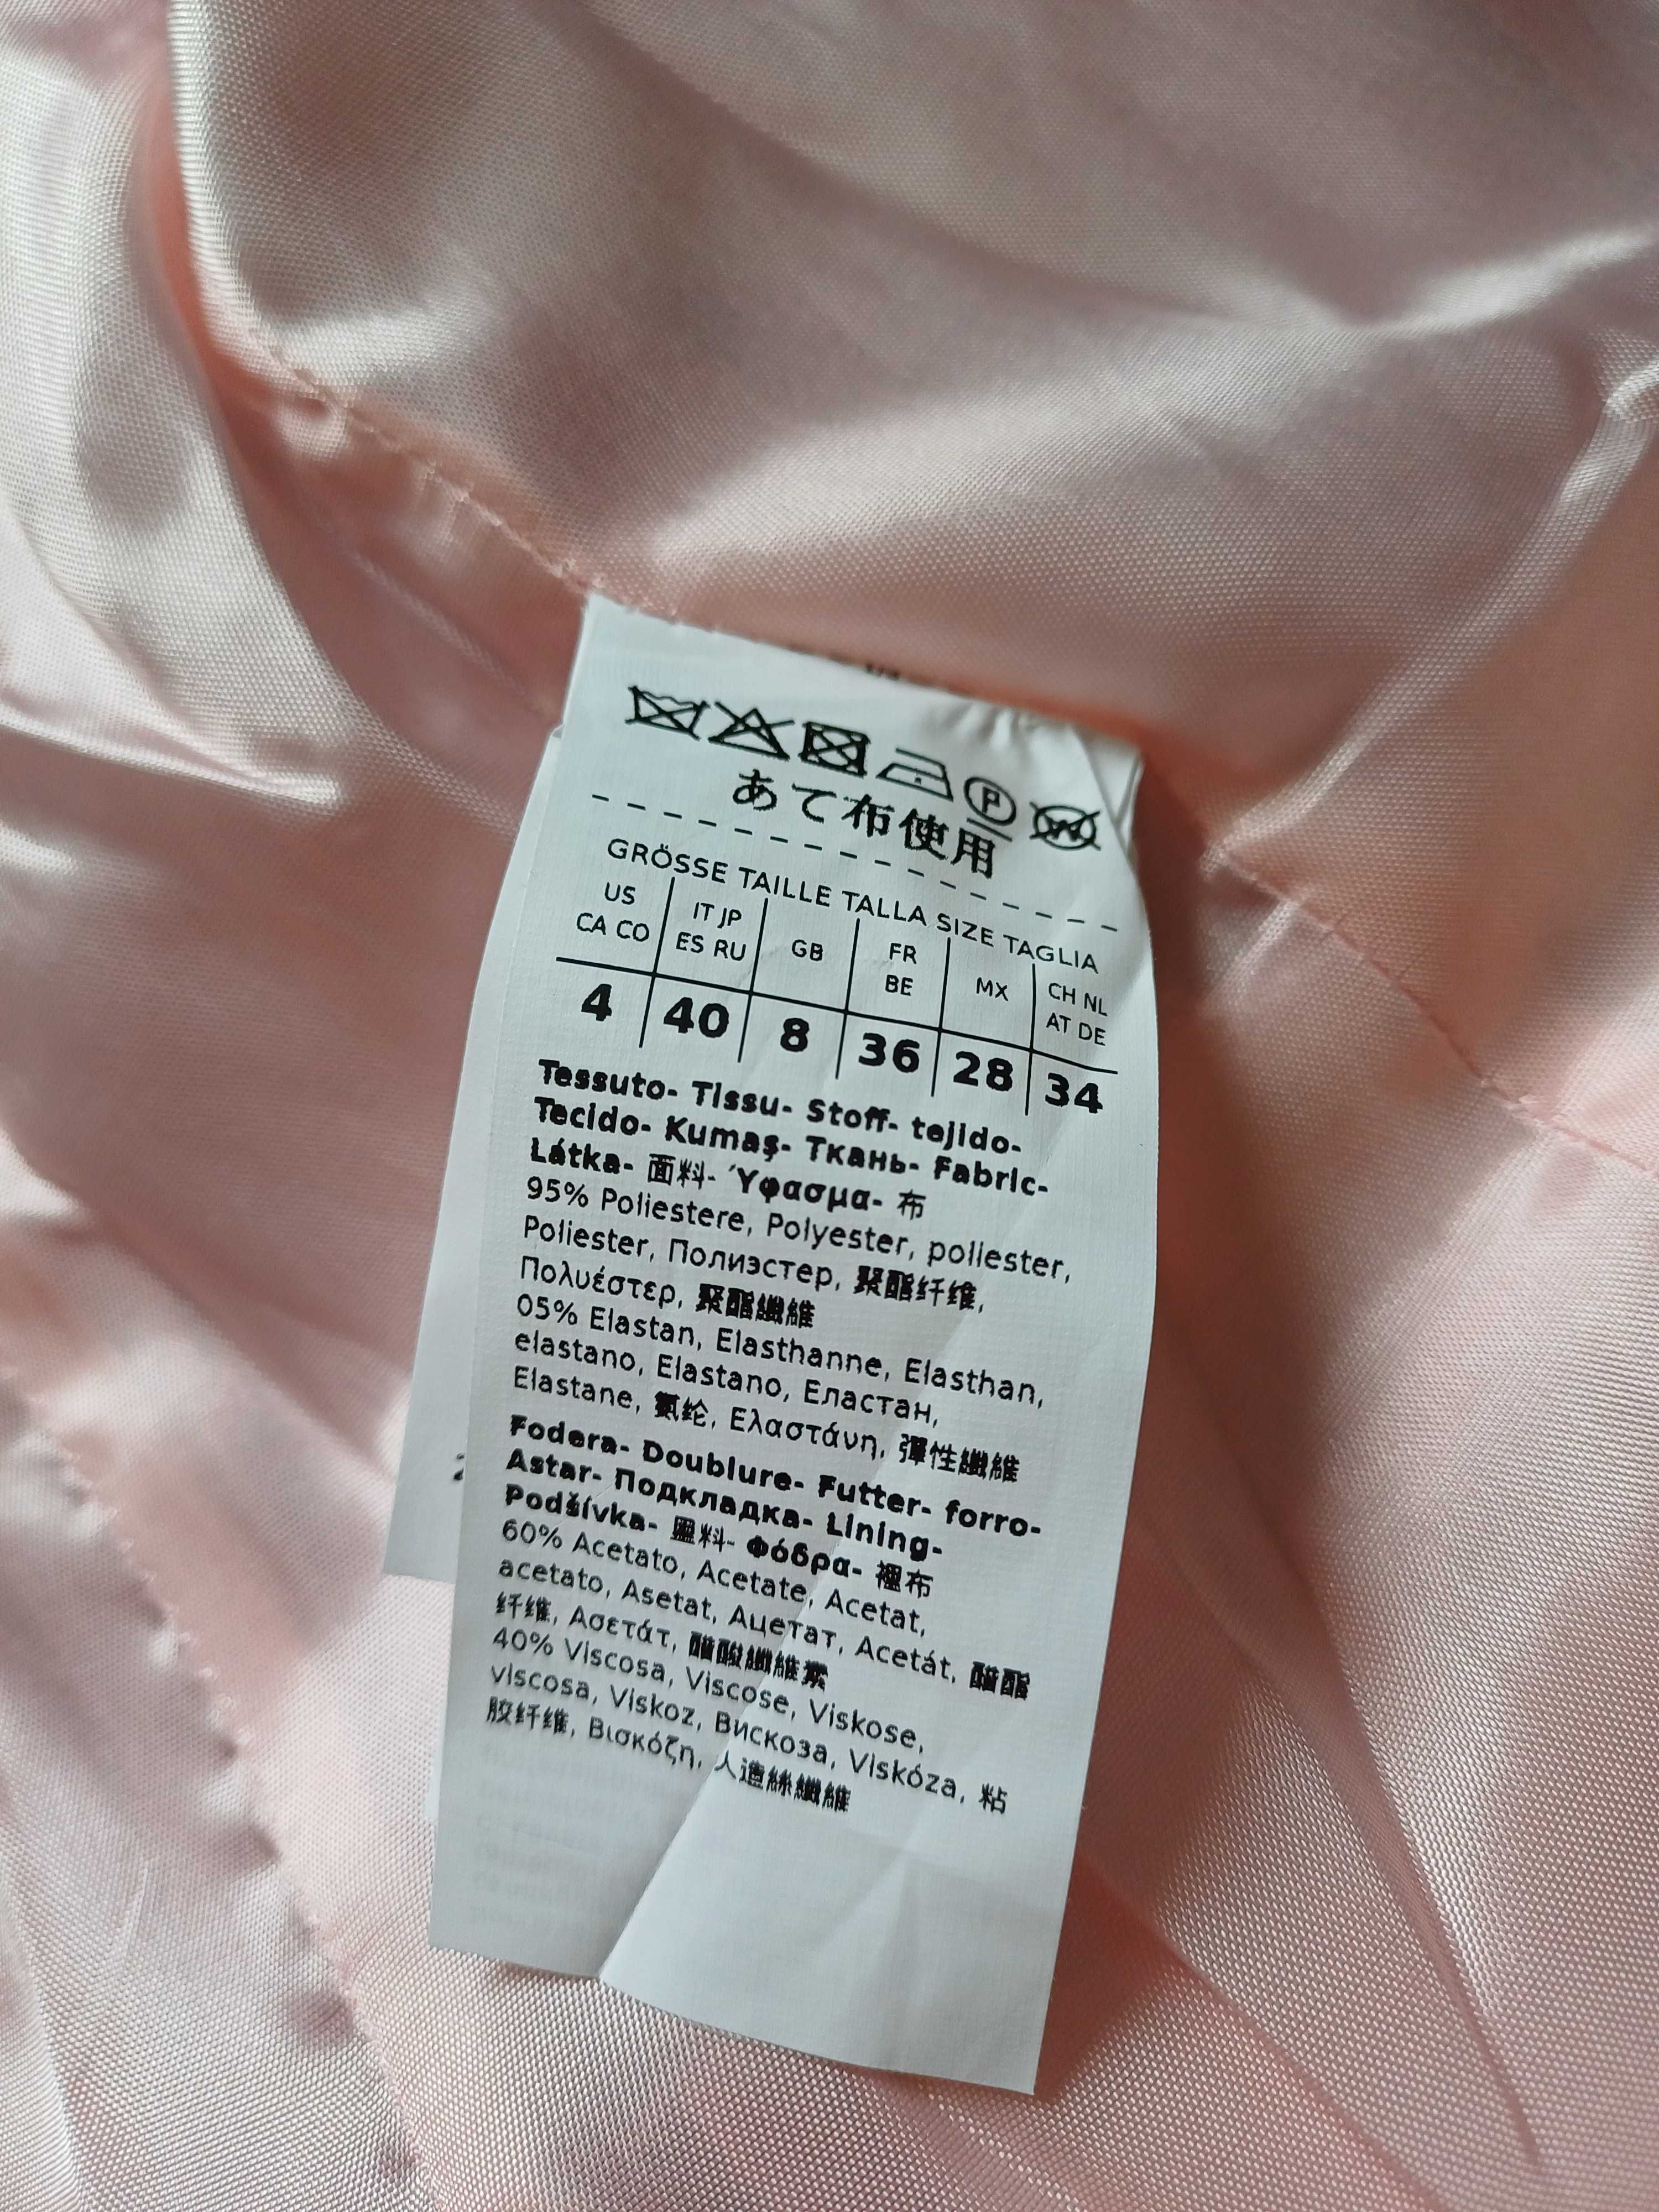 P W
あて布使用
GRÖSSE TAILLE TALLA SIZE TAGLIA
US CA CO | IT JP ES RU | GB | FR BE | MX | CH NL AT DE
4 | 40 | 8 | 36 | 28 | 34
Tessuto- Tissu- Stoff- tejido-
Tecido- Kumaş- Ткань- Fabric-
Látka- 面料- Ύφασμα- 布
95% Poliestere, Polyester, poliester,
Poliester, Полиэстер, 聚酯纤维,
Πολυέστερ, 聚酯纖維
05% Elastan, Elasthanne, Elasthan,
elastano, Elastano, Еластан,
Elastane, 氨纶, Ελαστάνη, 彈性纖維
Fodera- Doublure- Futter- forro-
Astar- Подкладка- Lining-
Podšívka- 里料- Φόδρα- 裡布
60% Acetato, Acetate, Acetat,
acetato, Asetat, Ацетат, Acetát, 醋酯
纤维, Ασετάτ, 醋酸纖維素
40% Viscosa, Viscose, Viskose,
viscosa, Viskoz, Вискоза, Viskóza, 粘
胶纤维, Βισκόζη, 人造絲纖維